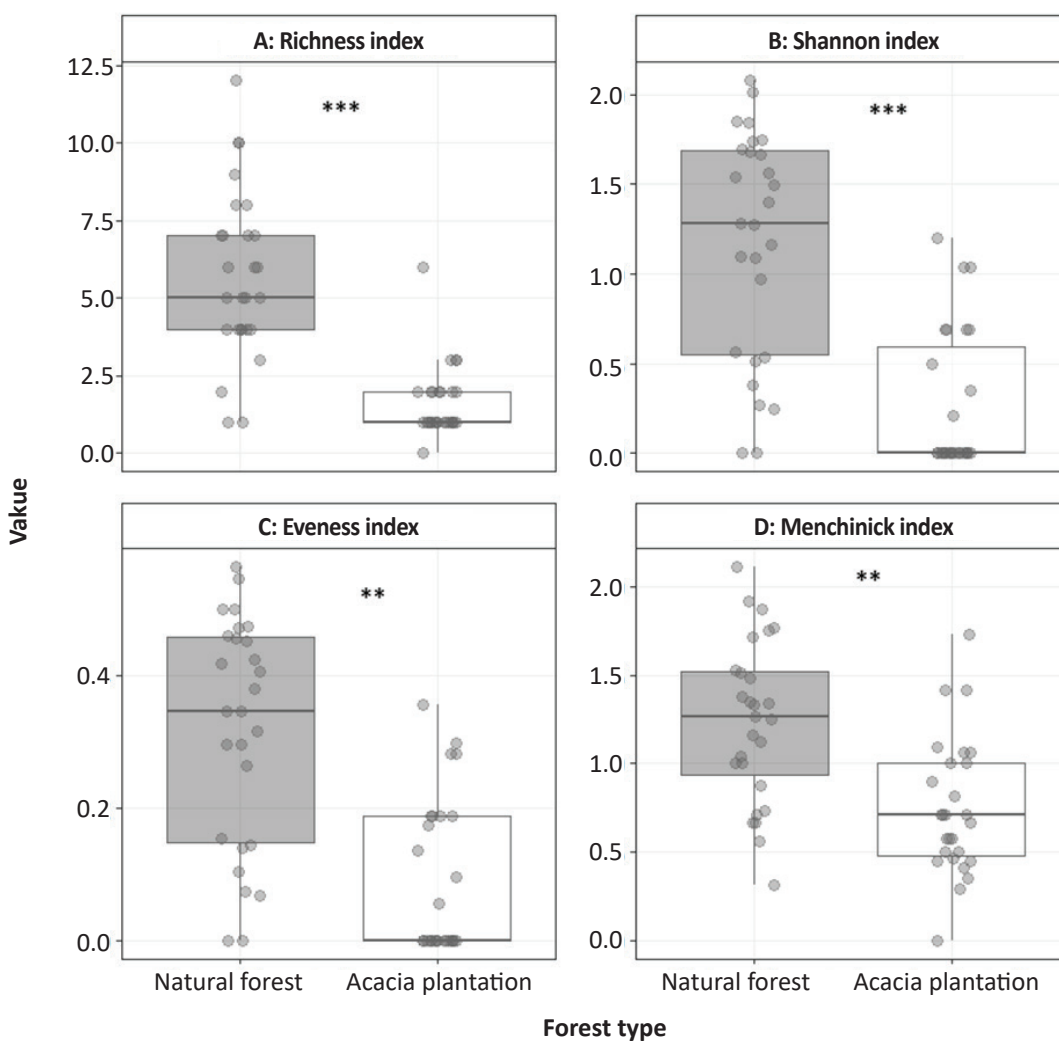 A: Richness index
B: Shannon index
12.5
10.0
7.5
5.0
2.5
0.0
***
2.0
1.5
1.0
0.5
0.0
***
Vakue
C: Eveness index
D: Menchinick index
0.4
0.2
0.0
**
2.0
1.5
1.0
0.5
0.0
**
Natural forest
Acacia plantation
Natural forest
Acacia plantation
Forest type